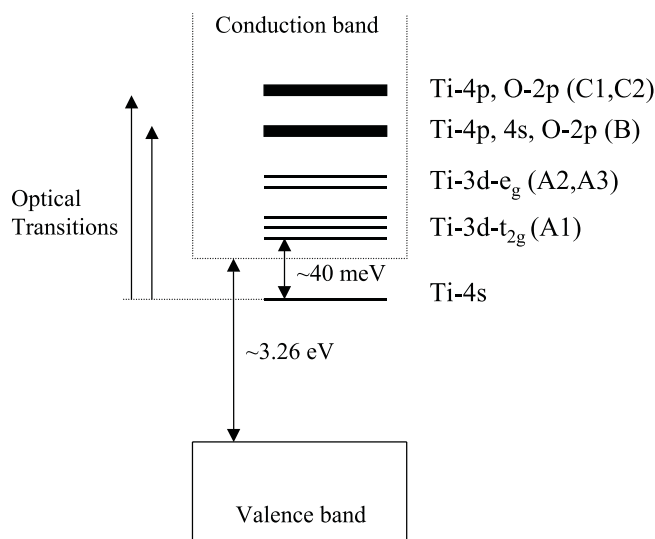 Conduction band
Ti-4p, O-2p (C1,C2)
Ti-4p, 4s, O-2p (B)
Ti-3d-eg (A2,A3)
Optical
Transitions
Ti-3d-t2g (A1)
~40 meV
Ti-4s
~3.26 eV
Valence band